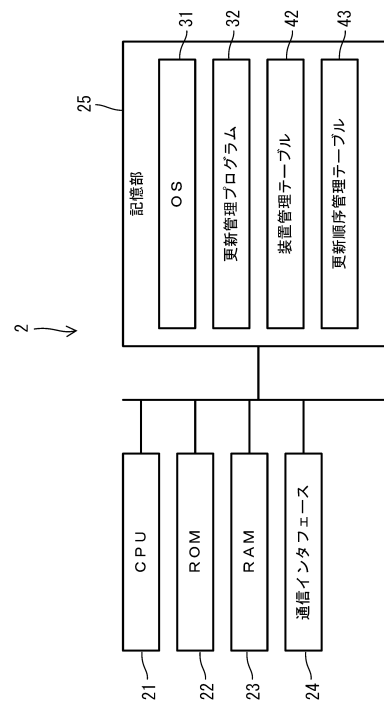 2
21
CPU
22
ROM
23
RAM
24
通信インタフェース
25
記憶部
OS
31
更新管理プログラム
32
装置管理テーブル
42
更新順序管理テーブル
43